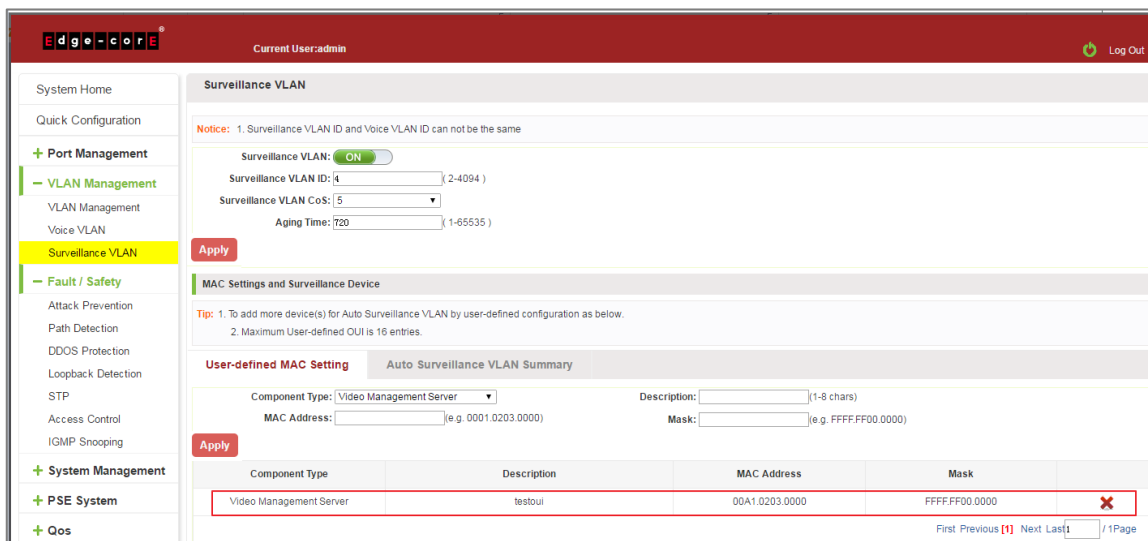 Edge-corE®
Current User:admin
Log Out
System Home
Quick Configuration
+ Port Management
− VLAN Management
VLAN Management
Voice VLAN
Surveillance VLAN
− Fault / Safety
Attack Prevention
Path Detection
DDOS Protection
Loopback Detection
STP
Access Control
IGMP Snooping
+ System Management
+ PSE System
+ Qos
Surveillance VLAN
Notice: 1. Surveillance VLAN ID and Voice VLAN ID can not be the same
Surveillance VLAN: ON
Surveillance VLAN ID: 4 ( 2-4094 )
Surveillance VLAN CoS: 5
Aging Time: 720 ( 1-65535 )
Apply
MAC Settings and Surveillance Device
Tip: 1. To add more device(s) for Auto Surveillance VLAN by user-defined configuration as below.
2. Maximum User-defined OUI is 16 entries.
User-defined MAC Setting Auto Surveillance VLAN Summary
Component Type: Video Management Server Description: (1-8 chars)
MAC Address: (e.g. 0001.0203.0000) Mask: (e.g. FFFF.FF00.0000)
Apply
Component Type Description MAC Address Mask
Video Management Server testoui 00A1.0203.0000 FFFF.FF00.0000
First Previous [1] Next Last 1 / 1Page